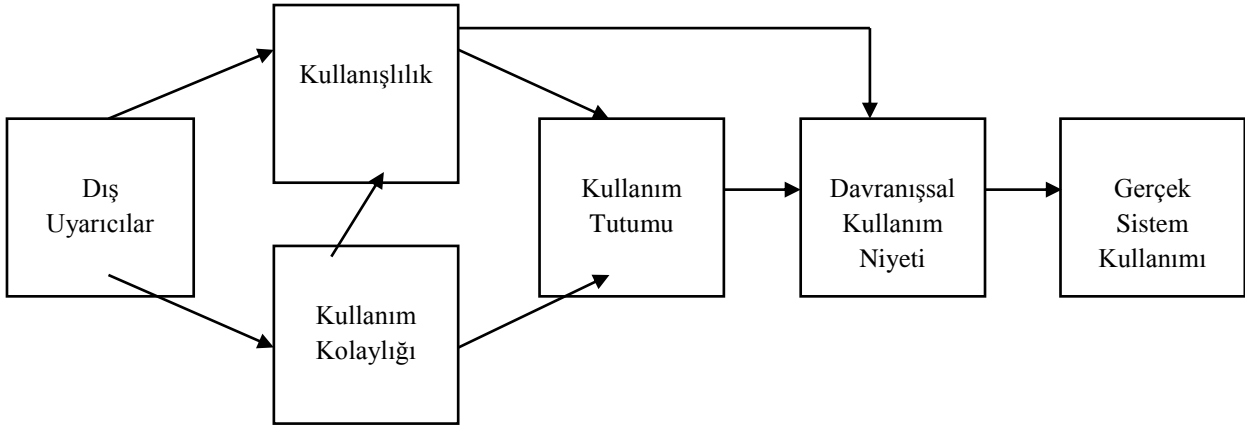 Kullanışlılık
Dış
Uyarıcılar
Kullanım
Tutumu
Davranışsal
Kullanım
Niyeti
Gerçek
Sistem
Kullanımı
Kullanım
Kolaylığı